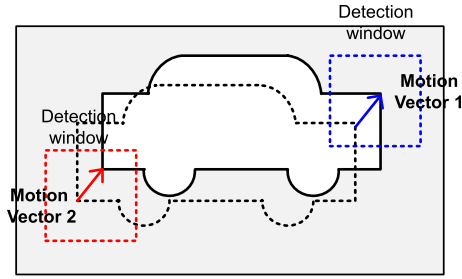 Detection
window
Motion
Vector 1
Detection
window
Motion
Vector 2